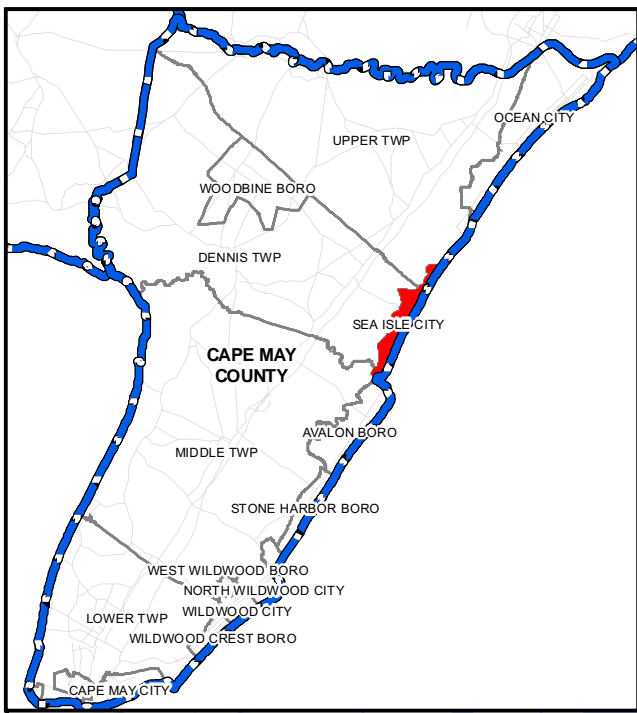 OCEAN CITY
UPPER TWP
WOODBINE BORO
DENNIS TWP
SEA ISLE CITY
CAPE MAY
COUNTY
AVALON BORO
MIDDLE TWP
STONE HARBOR BORO
WEST WILDWOOD BORO
NORTH WILDWOOD CITY
WILDWOOD CITY
LOWER TWP
WILDWOOD CREST BORO
CAPE MAY CITY